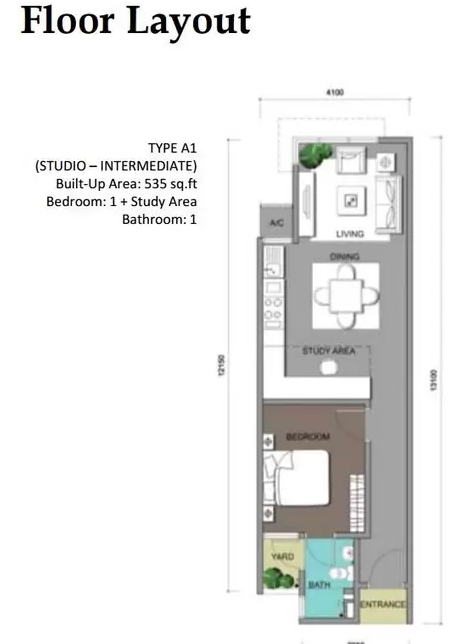 Floor Layout
4100
TYPE A1
(STUDIO – INTERMEDIATE)
Built-Up Area: 535 sq.ft
Bedroom: 1 + Study Area
Bathroom: 1
A/C
LIVING
DINING
STUDY AREA
12150
13100
BEDROOM
YARD
BATH
ENTRANCE